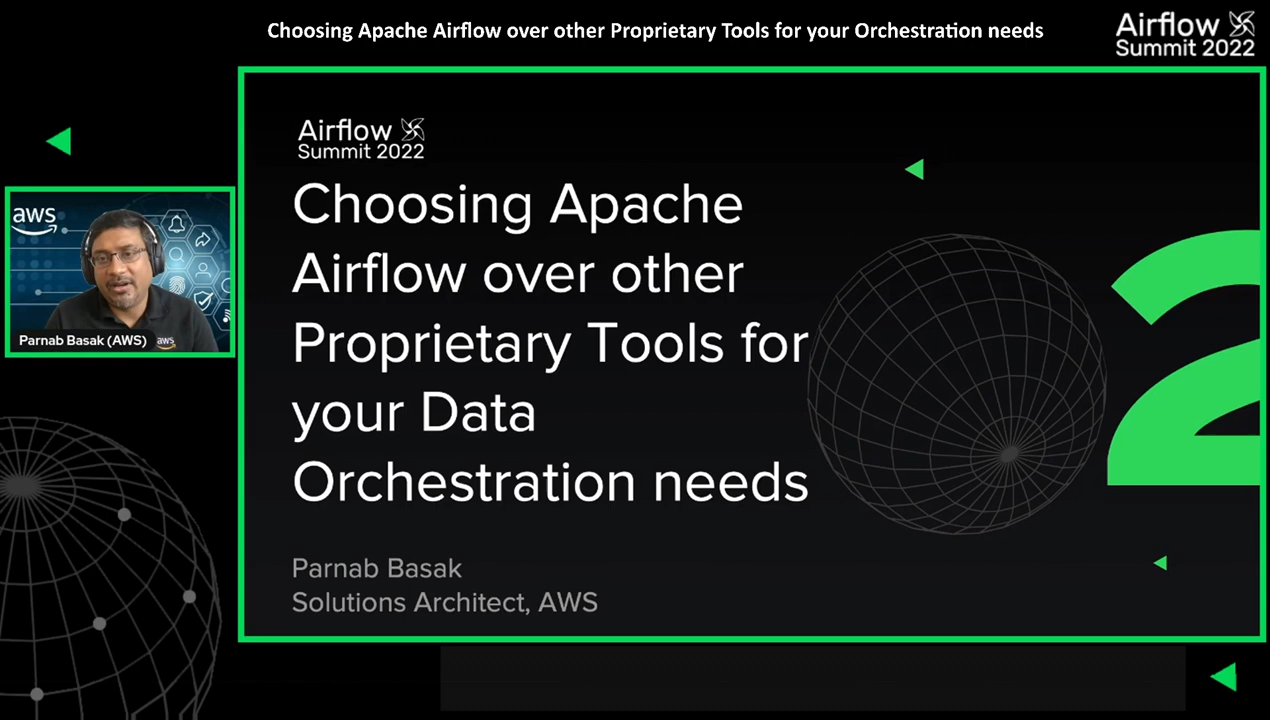 Choosing Apache Airflow over other Proprietary Tools for your Orchestration needs
Airflow
Summit 2022
Airflow
Summit 2022
Choosing Apache
Airflow over other
Proprietary Tools for
your Data
Orchestration needs
Parnab Basak
Solutions Architect, AWS
2
aws
Parnab Basak (AWS)
aws